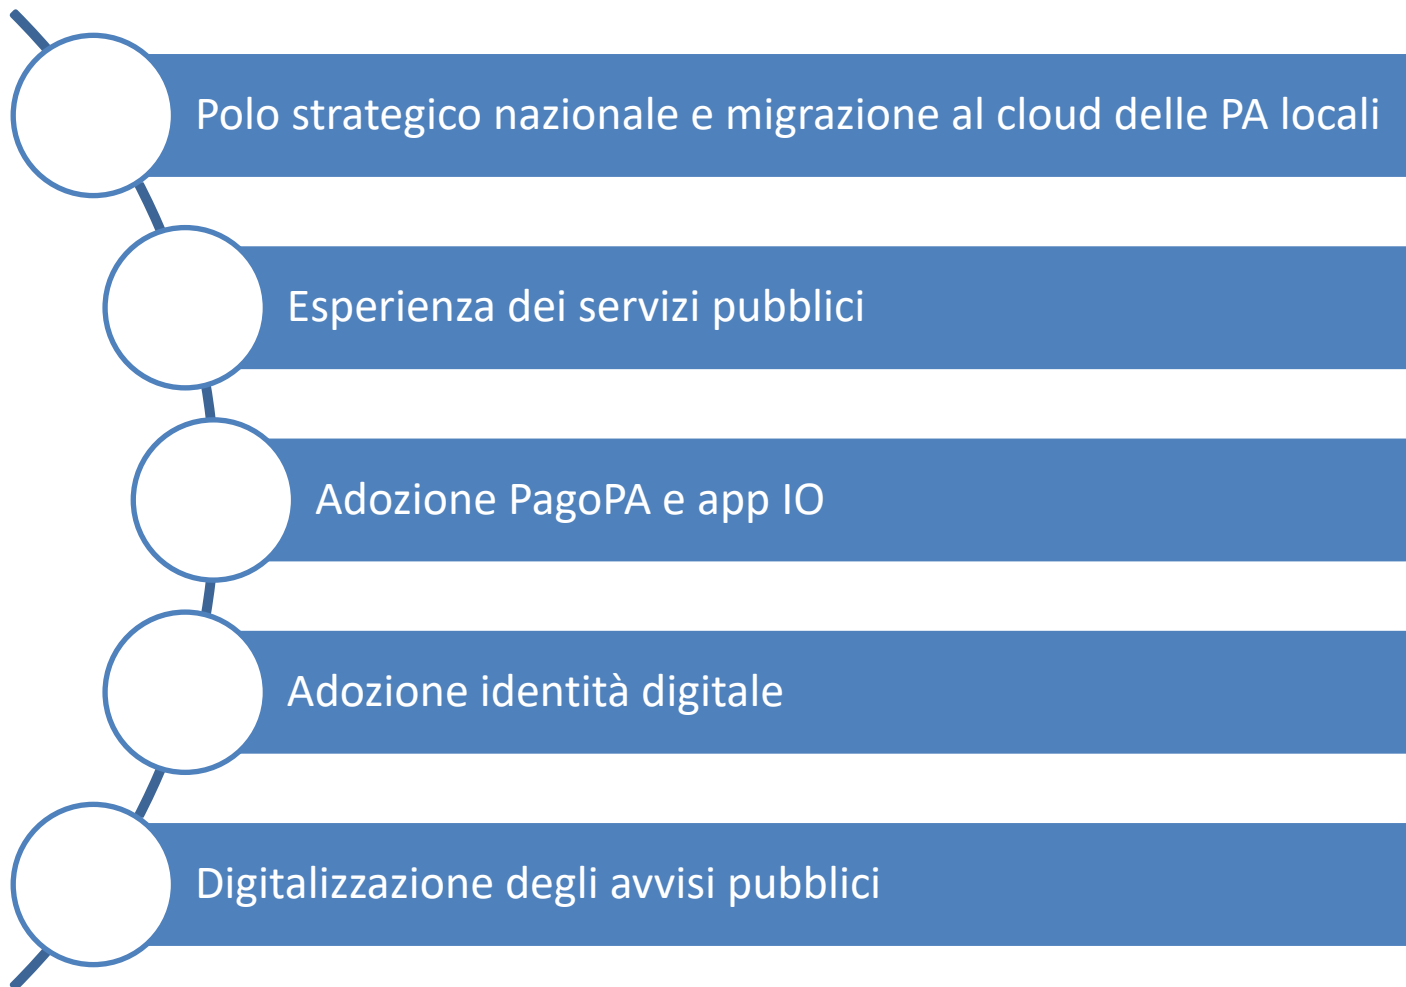 Polo strategico nazionale e migrazione al cloud delle PA locali
Esperienza dei servizi pubblici
Adozione PagoPA e app IO
Adozione identità digitale
Digitalizzazione degli avvisi pubblici